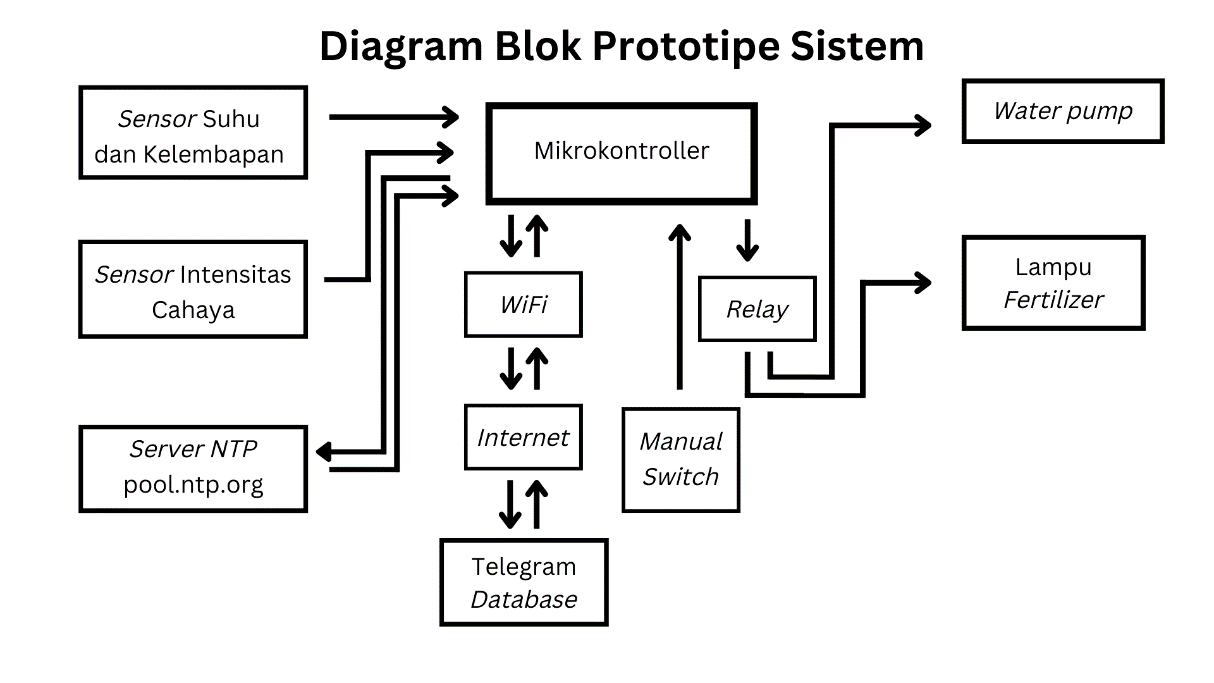 Diagram Blok Prototipe Sistem
Sensor Suhu
dan Kelembapan
Mikrokontroller
Water pump
Sensor Intensitas
Cahaya
WiFi
Relay
Lampu
Fertilizer
Server NTP
pool.ntp.org
Internet
Manual
Switch
Telegram
Database